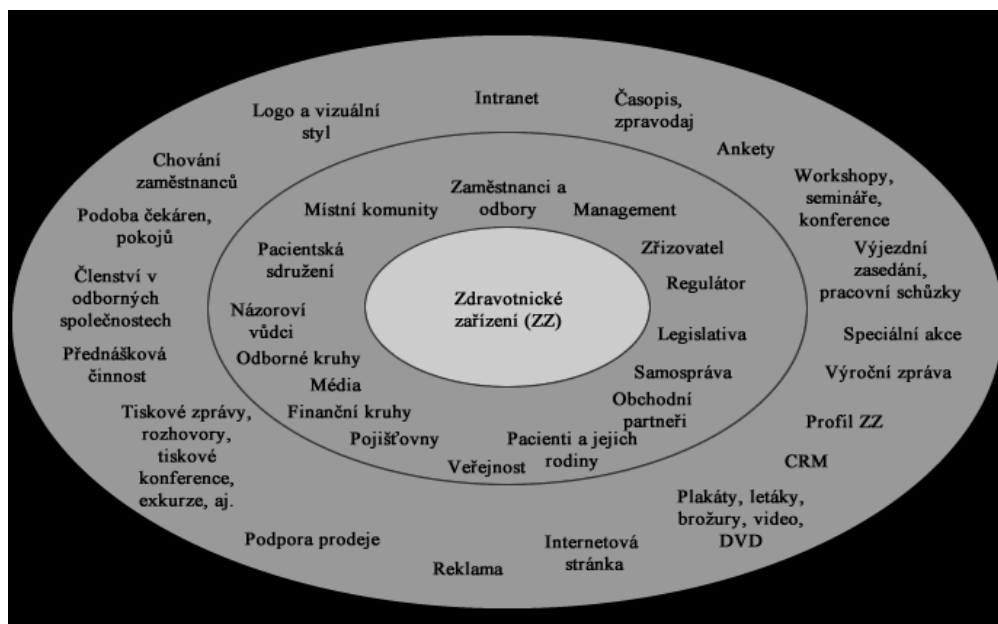 Intranet
Časopis,
zpravodaj
Logo a vizuální
styl
Ankety
Chování
zaměstnanců
Workshopy,
semináře,
konference
Podoba čekáren,
pokojů
Výjezdní
zasedání,
pracovní schůzky
Členství v
odborných
společnostech
Speciální akce
Přednášková
činnost
Výroční zpráva
Tiskové zprávy,
rozhovory,
tiskové
konference,
exkurze, aj.
Profil ZZ
CRM
Plakáty, letáky,
brožury, video,
DVD
Podpora prodeje
Reklama
Internetová
stránka
Zaměstnanci a
odbory
Místní komunity
Management
Pacientská
sdružení
Zřizovatel
Regulátor
Názoroví
vůdci
Legislativa
Odborné kruhy
Samospráva
Média
Obchodní
partneři
Finanční kruhy
Pojišťovny
Pacienti a jejich
rodiny
Veřejnost
Zdravotnické
zařízení (ZZ)